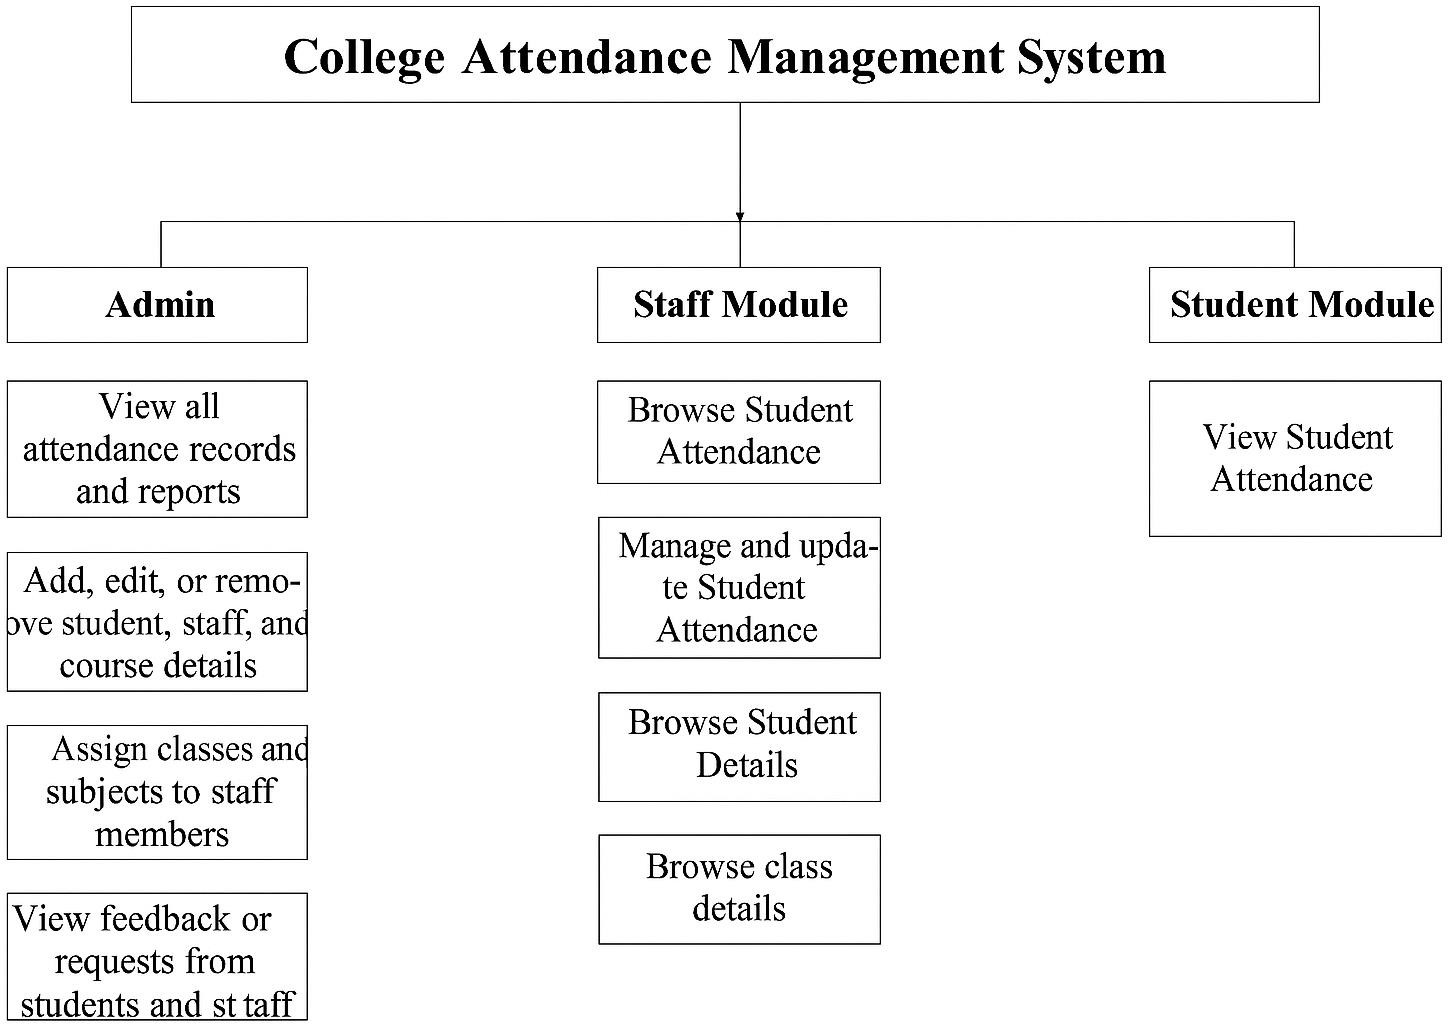 College Attendance Management System
Admin
View all
attendance records
and reports
Add, edit, or remo-
ove student, staff, and
course details
Assign classes and
subjects to staff
members
View feedback or
requests from
students and st taff
Staff Module
Browse Student
Attendance
Manage and upda-
te Student
Attendance
Browse Student
Details
Browse class
details
Student Module
View Student
Attendance